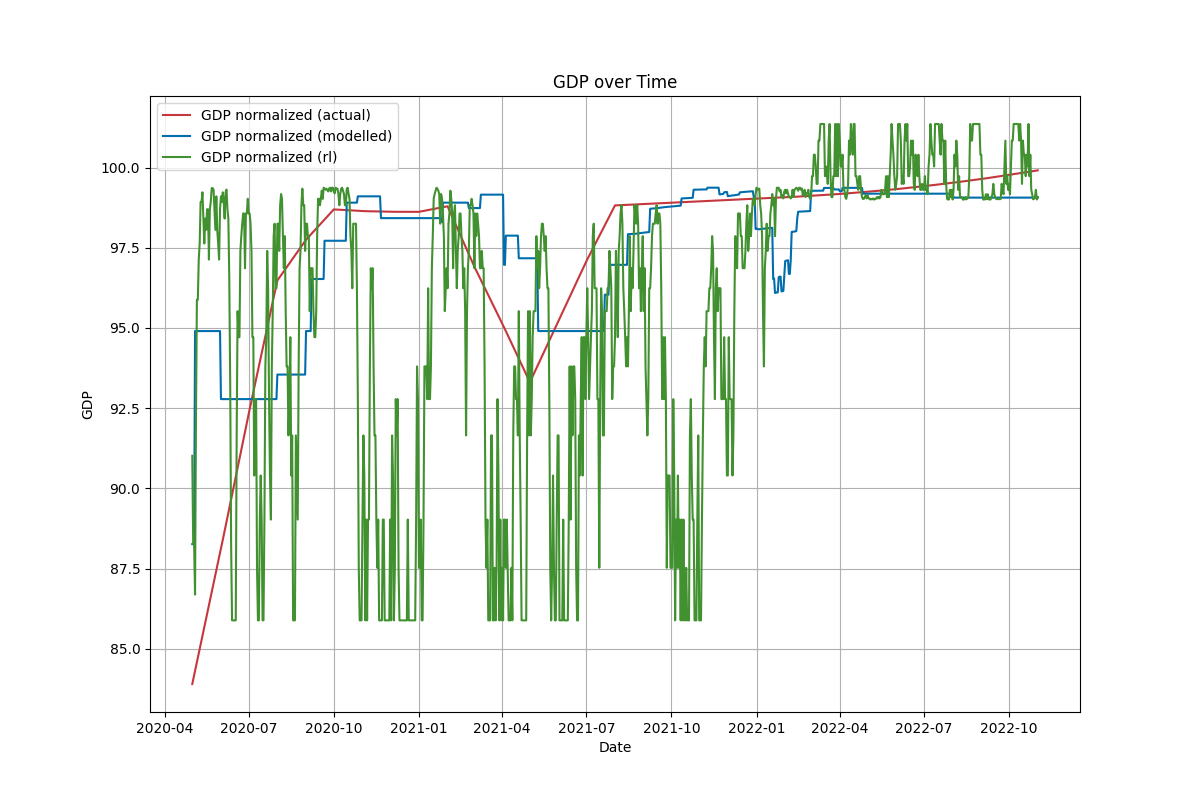 GDP over Time
GDP normalized (actual)
GDP normalized (modelled)
GDP normalized (rl)
100.0
97.5
95.0
92.5
90.0
87.5
85.0
GDP
2020-04 2020-07 2020-10 2021-01 2021-04 2021-07 2021-10 2022-01 2022-04 2022-07 2022-10
Date